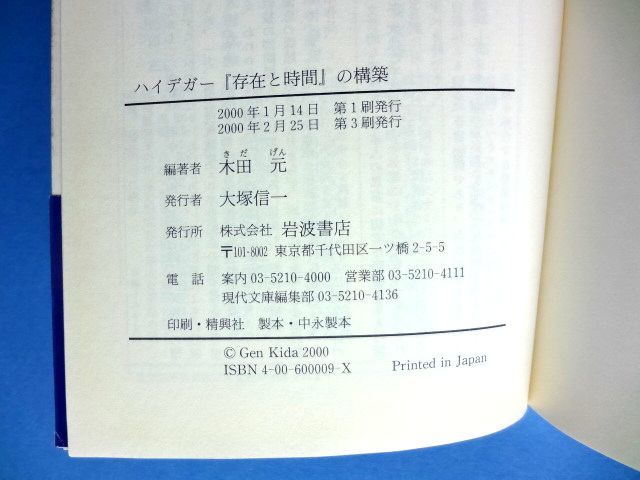 ハイデガー『存在と時間』の構築
2000年1月14日 第1刷発行
2000年2月25日 第3刷発行
きだ げん
編著者 木田 元
発行者 大塚信一
発行所 株式会社 岩波書店
〒101-8002 東京都千代田区一ツ橋2-5-5
電話 案内03-5210-4000 営業部03-5210-4111
現代文庫編集部03-5210-4136
印刷・精興社 製本・中永製本
© Gen Kida 2000
ISBN 4-00-600009-X Printed in Japan